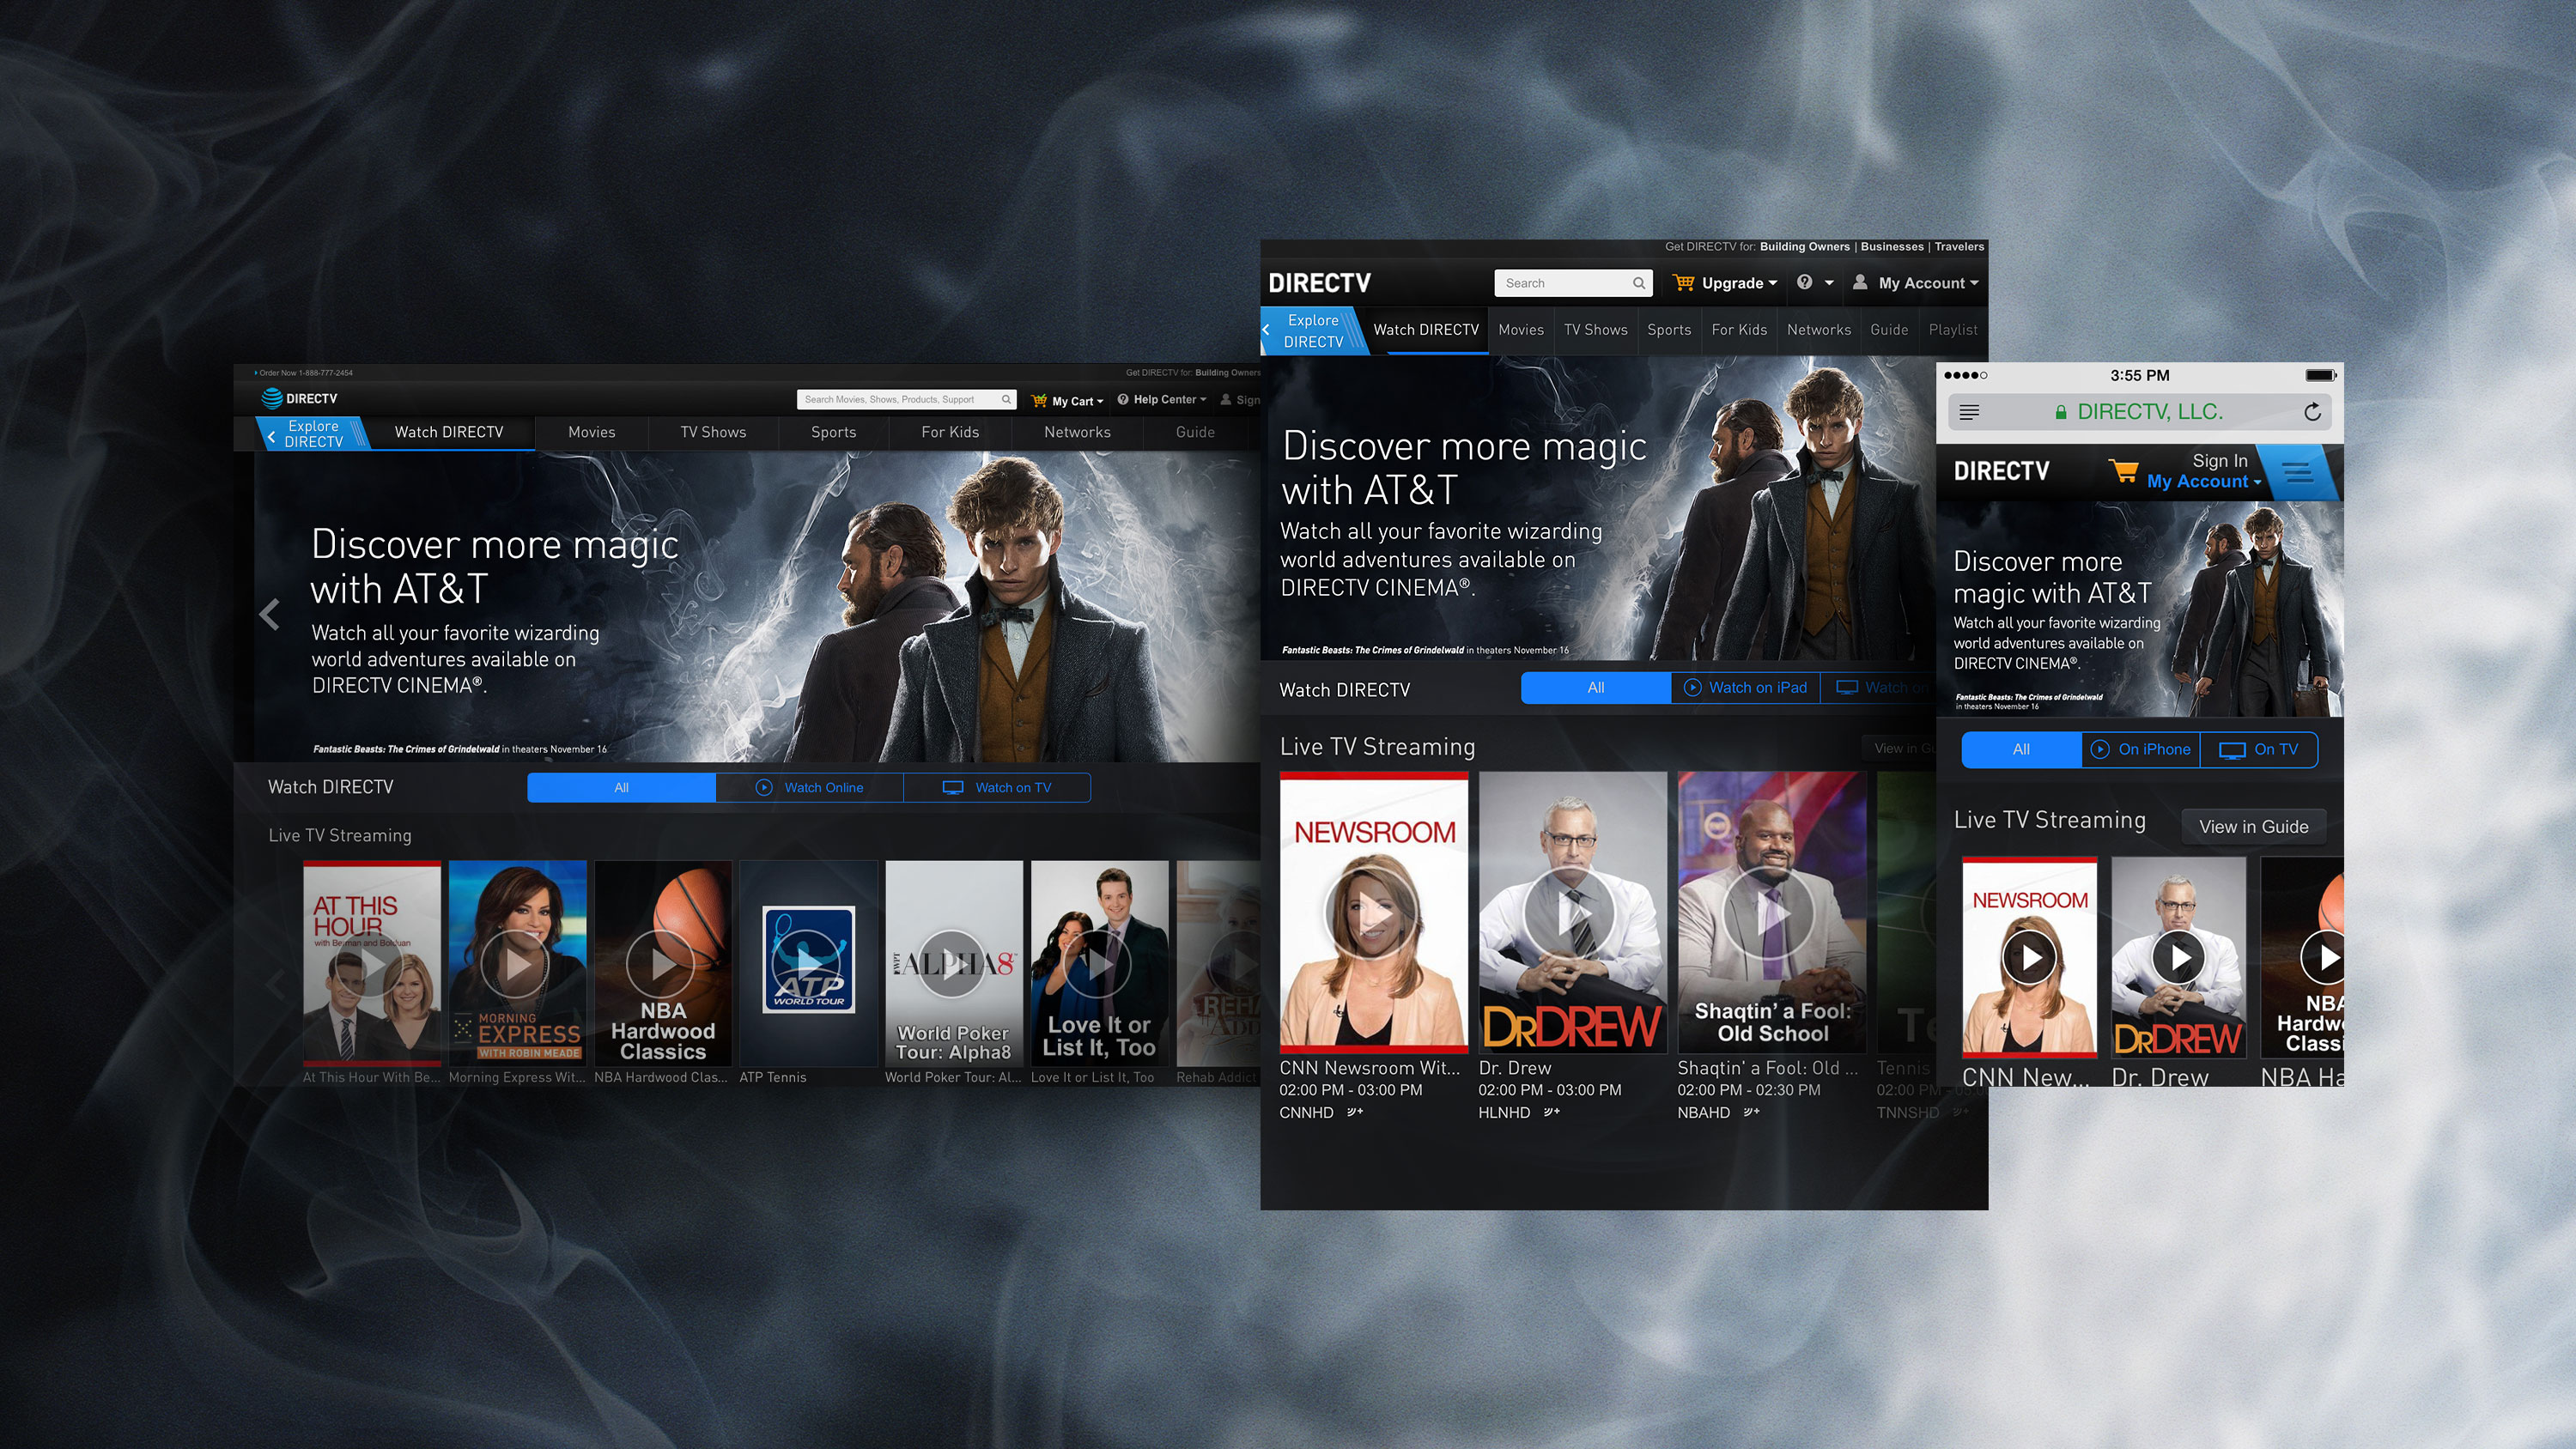 Order Now 1-888-777-2454
Get DIRECTV for: Building Owners
DIRECTV
Search Movies, Shows, Products, Support
My Cart
Help Center
Sign
Explore
DIRECTV
Watch DIRECTV
Movies
TV Shows
Sports
For Kids
Networks
Guide
Discover more magic
with AT&T
Watch all your favorite wizarding
world adventures available on
DIRECTV CINEMA®.
Fantastic Beasts: The Crimes of Grindelwald in theaters November 16
Watch DIRECTV
All
Watch Online
Watch on TV
Live TV Streaming
AT THIS
HOUR
with Berman and Bolduan
MORNING
EXPRESS
WITH ROBIN MEADE
NBA
Hardwood
Classics
ATP
WORLD TOUR
WPT ALPHA8
World Poker
Tour: Alpha8
Love It or
List It, Too
REHA
ADD
At This Hour With Be...
Morning Express Wit...
NBA Hardwood Clas...
ATP Tennis
World Poker Tour: Al...
Love It or List It, Too
Rehab Addict
Get DIRECTV for: Building Owners | Businesses | Travelers
DIRECTV
Search
Upgrade
My Account
Explore
DIRECTV
Watch DIRECTV
Movies
TV Shows
Sports
For Kids
Networks
Guide
Playlist
Discover more magic
with AT&T
Watch all your favorite wizarding
world adventures available on
DIRECTV CINEMA®.
Fantastic Beasts: The Crimes of Grindelwald in theaters November 16
Watch DIRECTV
All
Watch on iPad
Watch on
Live TV Streaming
View in Gu
NEWSROOM
DRDREW
Shaqtin' a Fool:
Old School
Te
CNN Newsroom Wit...
02:00 PM - 03:00 PM
CNNHD
Dr. Drew
02:00 PM - 03:00 PM
HLNHD
Shaqtin' a Fool: Old ...
02:00 PM - 02:30 PM
NBAHD
Tennis
02:00 PM - 05:0
TNNSHD
3:55 PM
DIRECTV, LLC.
DIRECTV
Sign In
My Account
Discover more
magic with AT&T
Watch all your favorite wizarding
world adventures available on
DIRECTV CINEMA®.
Fantastic Beasts: The Crimes of Grindelwald
in theaters November 16
All
On iPhone
On TV
Live TV Streaming
View in Guide
NEWSROOM
DRDREW
NBA
Hardw
Classi
CNN New...
Dr. Drew
NBA Ha